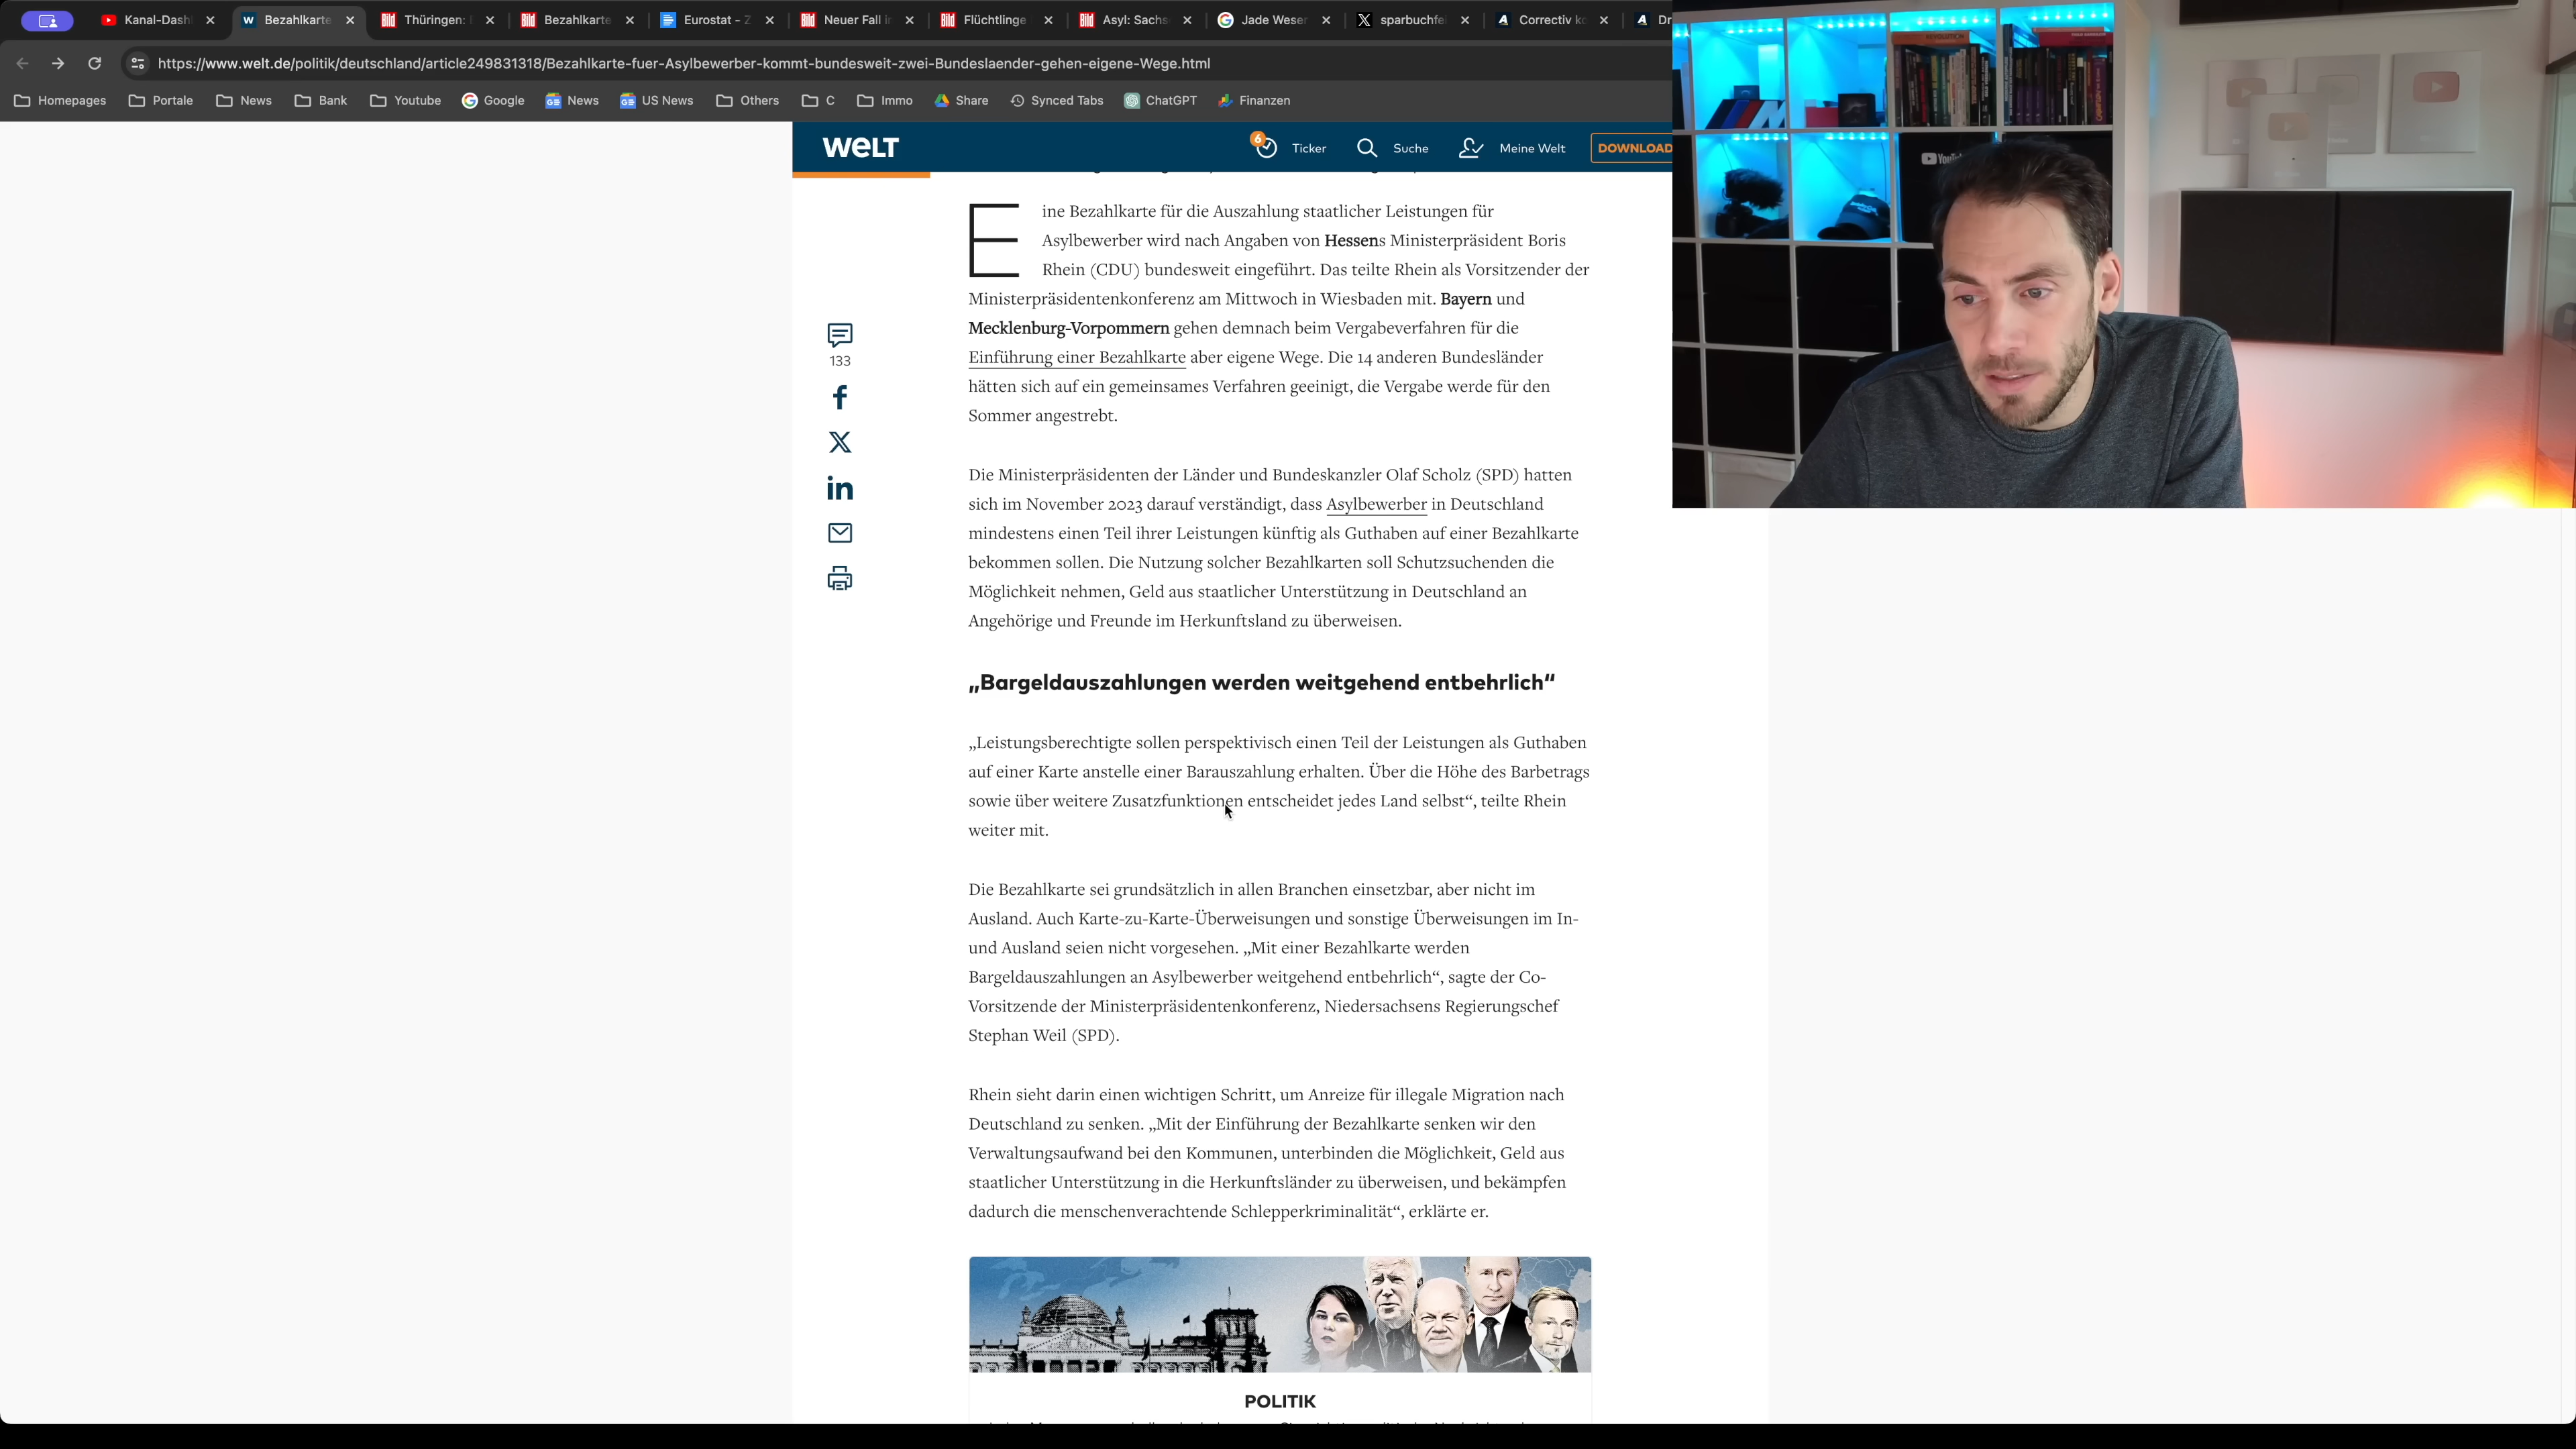 Kanal-Dash
Bezahlkarte
Thüringen:
Bezahlkarte
Eurostat - Z
Neuer Fall i
Flüchtlinge
Asyl: Sachs
Jade Weser
sparbuchfei
Correctiv k
Dr
https://www.welt.de/politik/deutschland/article249831318/Bezahlkarte-fuer-Asylbewerber-kommt-bundesweit-zwei-Bundeslaender-gehen-eigene-Wege.html
Homepages Portale News Bank Youtube Google News US News Others C Immo Share Synced Tabs ChatGPT Finanzen
WELT
6
Ticker
Suche
Meine Welt
DOWNLOAD
Eine Bezahlkarte für die Auszahlung staatlicher Leistungen für
Asylbewerber wird nach Angaben von Hessens Ministerpräsident Boris
Rhein (CDU) bundesweit eingeführt. Das teilte Rhein als Vorsitzender der
Ministerpräsidentenkonferenz am Mittwoch in Wiesbaden mit. Bayern und
Mecklenburg-Vorpommern gehen demnach beim Vergabeverfahren für die
Einführung einer Bezahlkarte aber eigene Wege. Die 14 anderen Bundesländer
hätten sich auf ein gemeinsames Verfahren geeinigt, die Vergabe werde für den
Sommer angestrebt.
133
Die Ministerpräsidenten der Länder und Bundeskanzler Olaf Scholz (SPD) hatten
sich im November 2023 darauf verständigt, dass Asylbewerber in Deutschland
mindestens einen Teil ihrer Leistungen künftig als Guthaben auf einer Bezahlkarte
bekommen sollen. Die Nutzung solcher Bezahlkarten soll Schutzsuchenden die
Möglichkeit nehmen, Geld aus staatlicher Unterstützung in Deutschland an
Angehörige und Freunde im Herkunftsland zu überweisen.
„Bargeldauszahlungen werden weitgehend entbehrlich“
„Leistungsberechtigte sollen perspektivisch einen Teil der Leistungen als Guthaben
auf einer Karte anstelle einer Barauszahlung erhalten. Über die Höhe des Barbetrags
sowie über weitere Zusatzfunktionen entscheidet jedes Land selbst“, teilte Rhein
weiter mit.
Die Bezahlkarte sei grundsätzlich in allen Branchen einsetzbar, aber nicht im
Ausland. Auch Karte-zu-Karte-Überweisungen und sonstige Überweisungen im In-
und Ausland seien nicht vorgesehen. „Mit einer Bezahlkarte werden
Bargeldauszahlungen an Asylbewerber weitgehend entbehrlich“, sagte der Co-
Vorsitzende der Ministerpräsidentenkonferenz, Niedersachsens Regierungschef
Stephan Weil (SPD).
Rhein sieht darin einen wichtigen Schritt, um Anreize für illegale Migration nach
Deutschland zu senken. „Mit der Einführung der Bezahlkarte senken wir den
Verwaltungsaufwand bei den Kommunen, unterbinden die Möglichkeit, Geld aus
staatlicher Unterstützung in die Herkunftsländer zu überweisen, und bekämpfen
dadurch die menschenverachtende Schlepperkriminalität“, erklärte er.
POLITIK